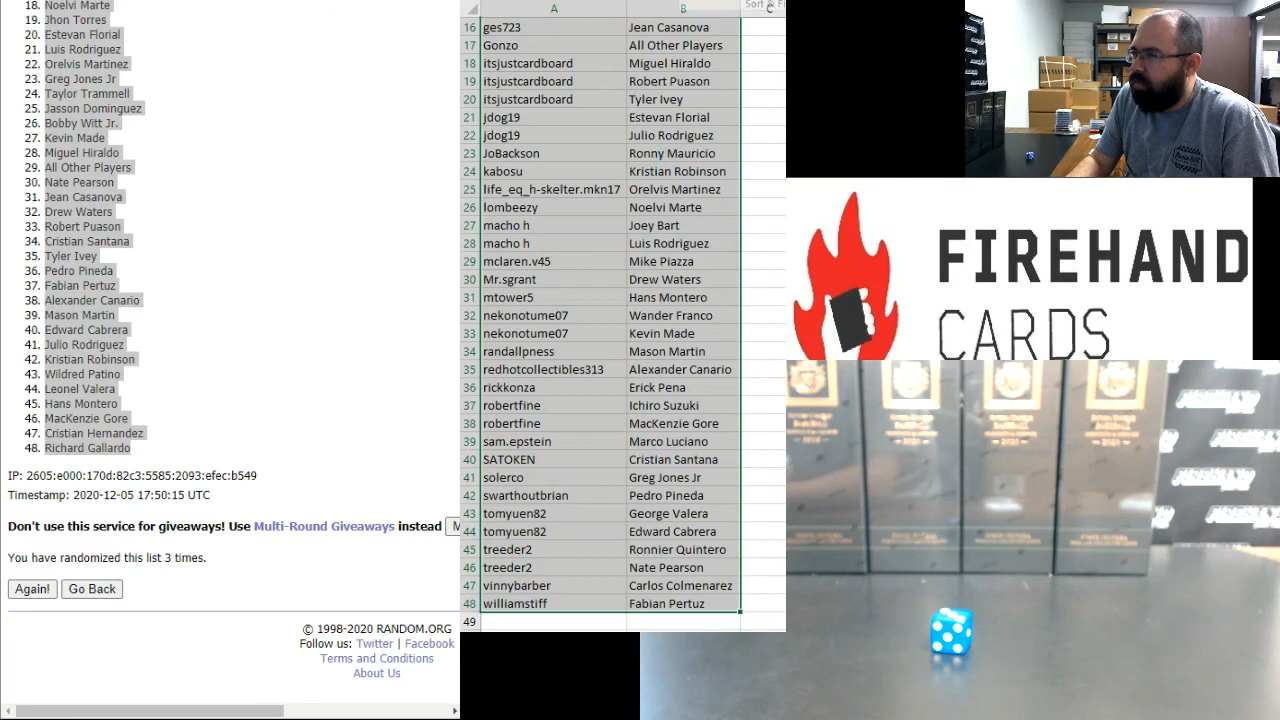 18. Noelvi Marte
19. Jhon Torres
20. Estevan Florial
21. Luis Rodriguez
22. Orelvis Martinez
23. Greg Jones Jr
24. Taylor Trammell
25. Jasson Dominguez
26. Bobby Witt Jr.
27. Kevin Made
28. Miguel Hiraldo
29. All Other Players
30. Nate Pearson
31. Jean Casanova
32. Drew Waters
33. Robert Puason
34. Cristian Santana
35. Tyler Ivey
36. Pedro Pineda
37. Fabian Pertuz
38. Alexander Canario
39. Mason Martin
40. Edward Cabrera
41. Julio Rodriguez
42. Kristian Robinson
43. Wildred Patino
44. Leonel Valera
45. Hans Montero
46. MacKenzie Gore
47. Cristian Hernandez
48. Richard Gallardo
IP: 2605:e000:170d:82c3:5585:2093:efec:b549
Timestamp: 2020-12-05 17:50:15 UTC
Don't use this service for giveaways! Use Multi-Round Giveaways instead
You have randomized this list 3 times.
Again! Go Back
© 1998-2020 RANDOM.ORG
Follow us: Twitter | Facebook
Terms and Conditions
About Us
A B C
Sort & Fi
16 ges723 Jean Casanova
17 Gonzo All Other Players
18 itsjustcardboard Miguel Hiraldo
19 itsjustcardboard Robert Puason
20 itsjustcardboard Tyler Ivey
21 jdog19 Estevan Florial
22 jdog19 Julio Rodriguez
23 JoBackson Ronny Mauricio
24 kabosu Kristian Robinson
25 life_eq_h-skelter.mkn17 Orelvis Martinez
26 lombeezy Noelvi Marte
27 macho h Joey Bart
28 macho h Luis Rodriguez
29 mclaren.v45 Mike Piazza
30 Mr.sgrant Drew Waters
31 mtower5 Hans Montero
32 nekonotume07 Wander Franco
33 nekonotume07 Kevin Made
34 randallpness Mason Martin
35 redhotcollectibles313 Alexander Canario
36 rickkonza Erick Pena
37 robertfine Ichiro Suzuki
38 robertfine MacKenzie Gore
39 sam.epstein Marco Luciano
40 SATOKEN Cristian Santana
41 solerco Greg Jones Jr
42 swarthoutbrian Pedro Pineda
43 tomyuen82 George Valera
44 tomyuen82 Edward Cabrera
45 treeder2 Ronnier Quintero
46 treeder2 Nate Pearson
47 vinnybarber Carlos Colmenarez
48 williamstiff Fabian Pertuz
49
FIREHAND
CARDS